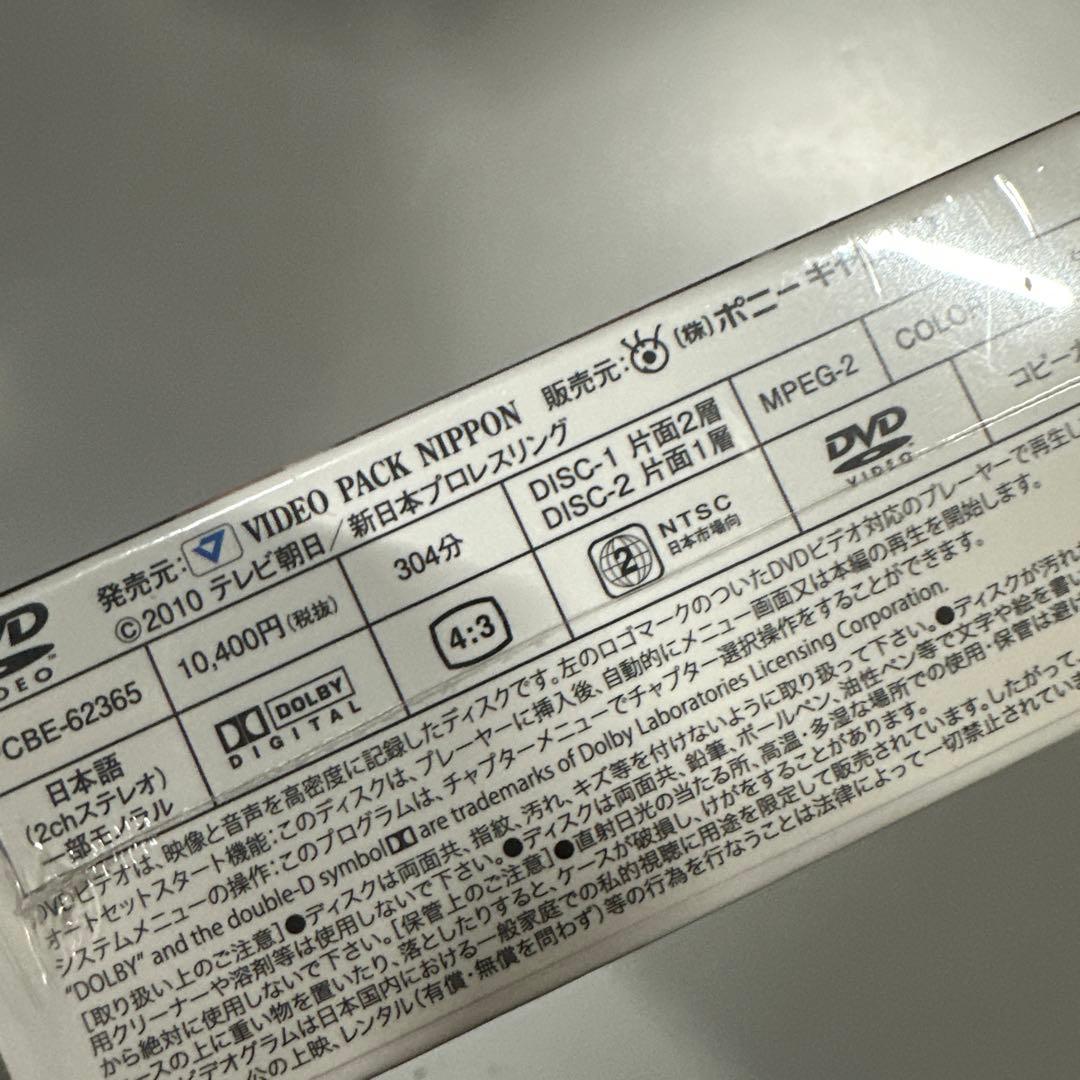 発売元: VIDEO PACK NIPPON 販売元: (株)ポニーキャ
©2010 テレビ朝日/新日本プロレスリング
CBE-62365 10,400円(税抜) 304分 DISC-1 片面2層 MPEG-2 COLOR
DISC-2 片面1層
日本語 DOLBY DIGITAL 4:3 2 NTSC DVD VIDEO コピー
(2chステレオ) 日本市場向
一部モノラル
DVDビデオは、映像と音声を高密度に記録したディスクです。左のロゴマークのついたDVDビデオ対応のプレーヤーで再生し
オートセットスタート機能:このディスクは、プレーヤーに挿入後、自動的にメニュー画面又は本編の再生を開始します。
システムメニューの操作:このプログラムは、チャプターメニューでチャプター選択操作をすることができます。
"DOLBY" and the double-D symbol are trademarks of Dolby Laboratories Licensing Corporation.
[取り扱い上のご注意]●ディスクは両面共、指紋、汚れ、キズ等を付けないように取り扱って下さい。●ディスクが汚れ
用クリーナーや溶剤等は使用しないで下さい。●ディスクは両面共、鉛筆、ボールペン、油性ペン等で文字や絵を書い
から絶対に使用しないで下さい。[保管上のご注意]●直射日光の当たる所、高温・多湿な場所での使用・保管は避け
ースの上に重い物を置いたり、落としたりすると、ケースが破損し、けがをすることがあります。
ビデオグラムは日本国内における一般家庭での私的視聴に用途を限定して販売されています。したがって、
公の上映、レンタル(有償・無償を問わず)等の行為を行なうことは法律によって一切禁止されていま